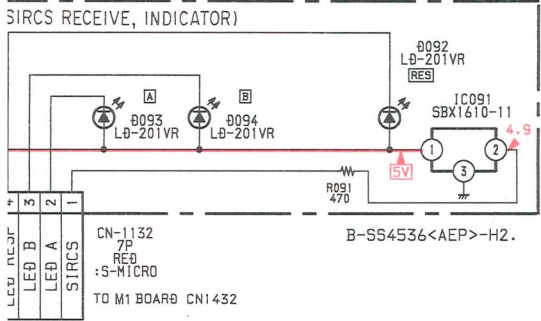 SIRCS RECEIVE, INDICATOR)
D092
LD-201VR
RES
IC091
SBX1610-11
A
B
D093
LD-201VR
D094
LD-201VR
4.9
1
2
3
5V
R091
470
4
3
2
1
LED B
LED A
SIRCS
CN-1132
7P
RED
:S-MICRO
TO M1 BOARD CN1432
B-SS4536<AEP>-H2.